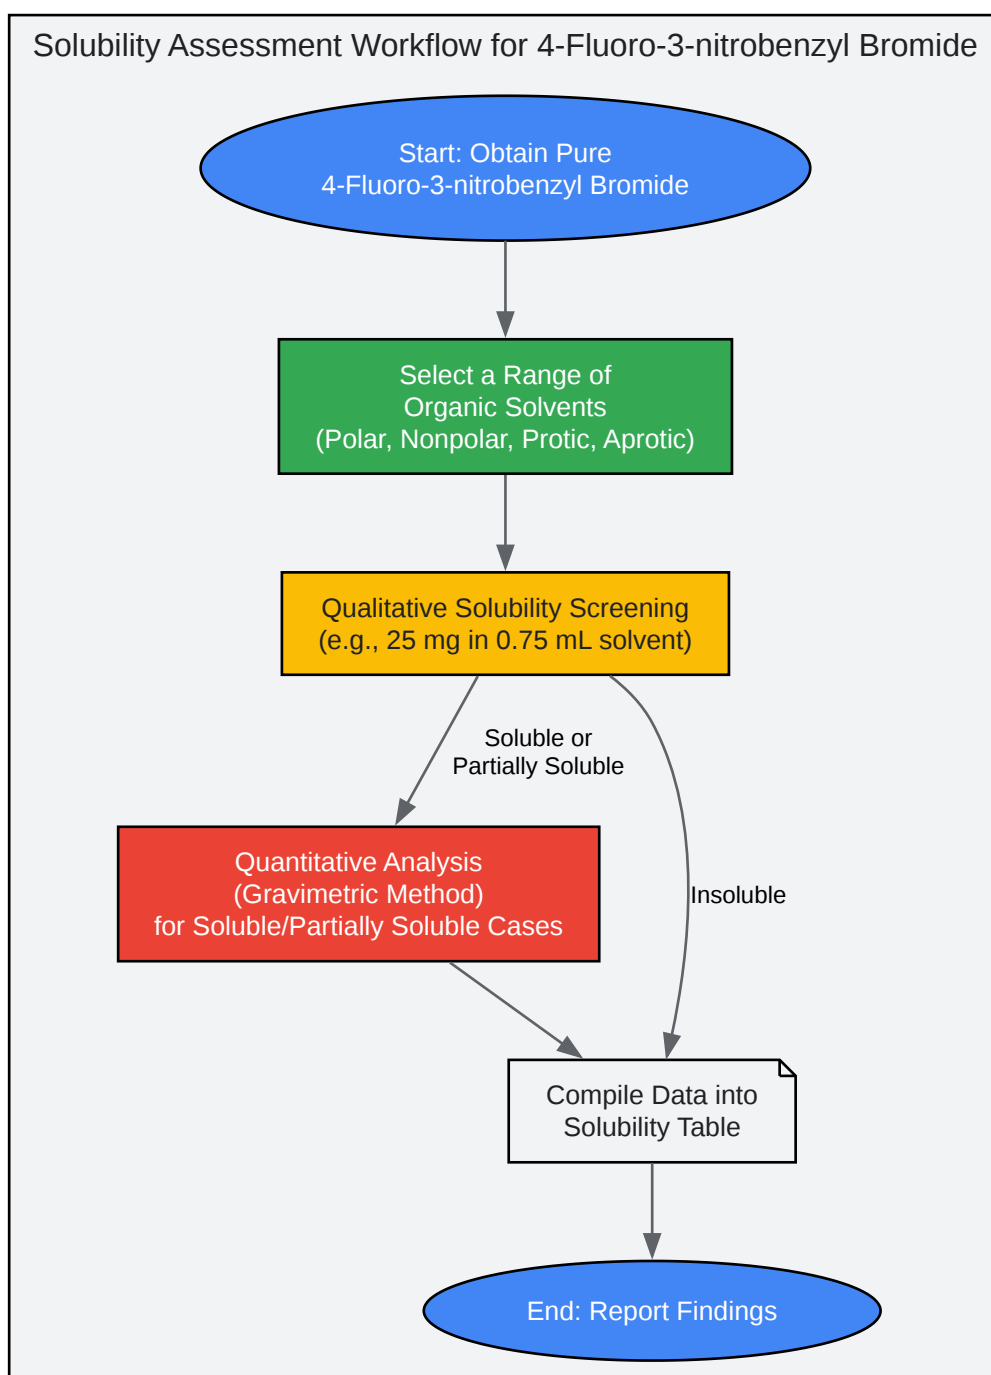 Solubility Assessment Workflow for 4-Fluoro-3-nitrobenzyl Bromide
Start: Obtain Pure
4-Fluoro-3-nitrobenzyl Bromide
Select a Range of
Organic Solvents
(Polar, Nonpolar, Protic, Aprotic)
Qualitative Solubility Screening
(e.g., 25 mg in 0.75 mL solvent)
Soluble or
Partially Soluble
Quantitative Analysis
(Gravimetric Method)
for Soluble/Partially Soluble Cases
Insoluble
Compile Data into
Solubility Table
End: Report Findings